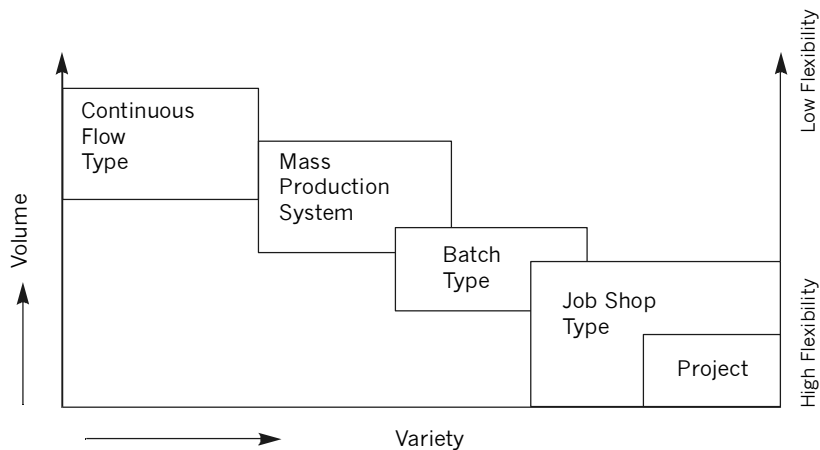 Continuous
Flow
Type
Mass
Production
System
Batch
Type
Job Shop
Type
Project
Volume
Variety
Low Flexibility
High Flexibility